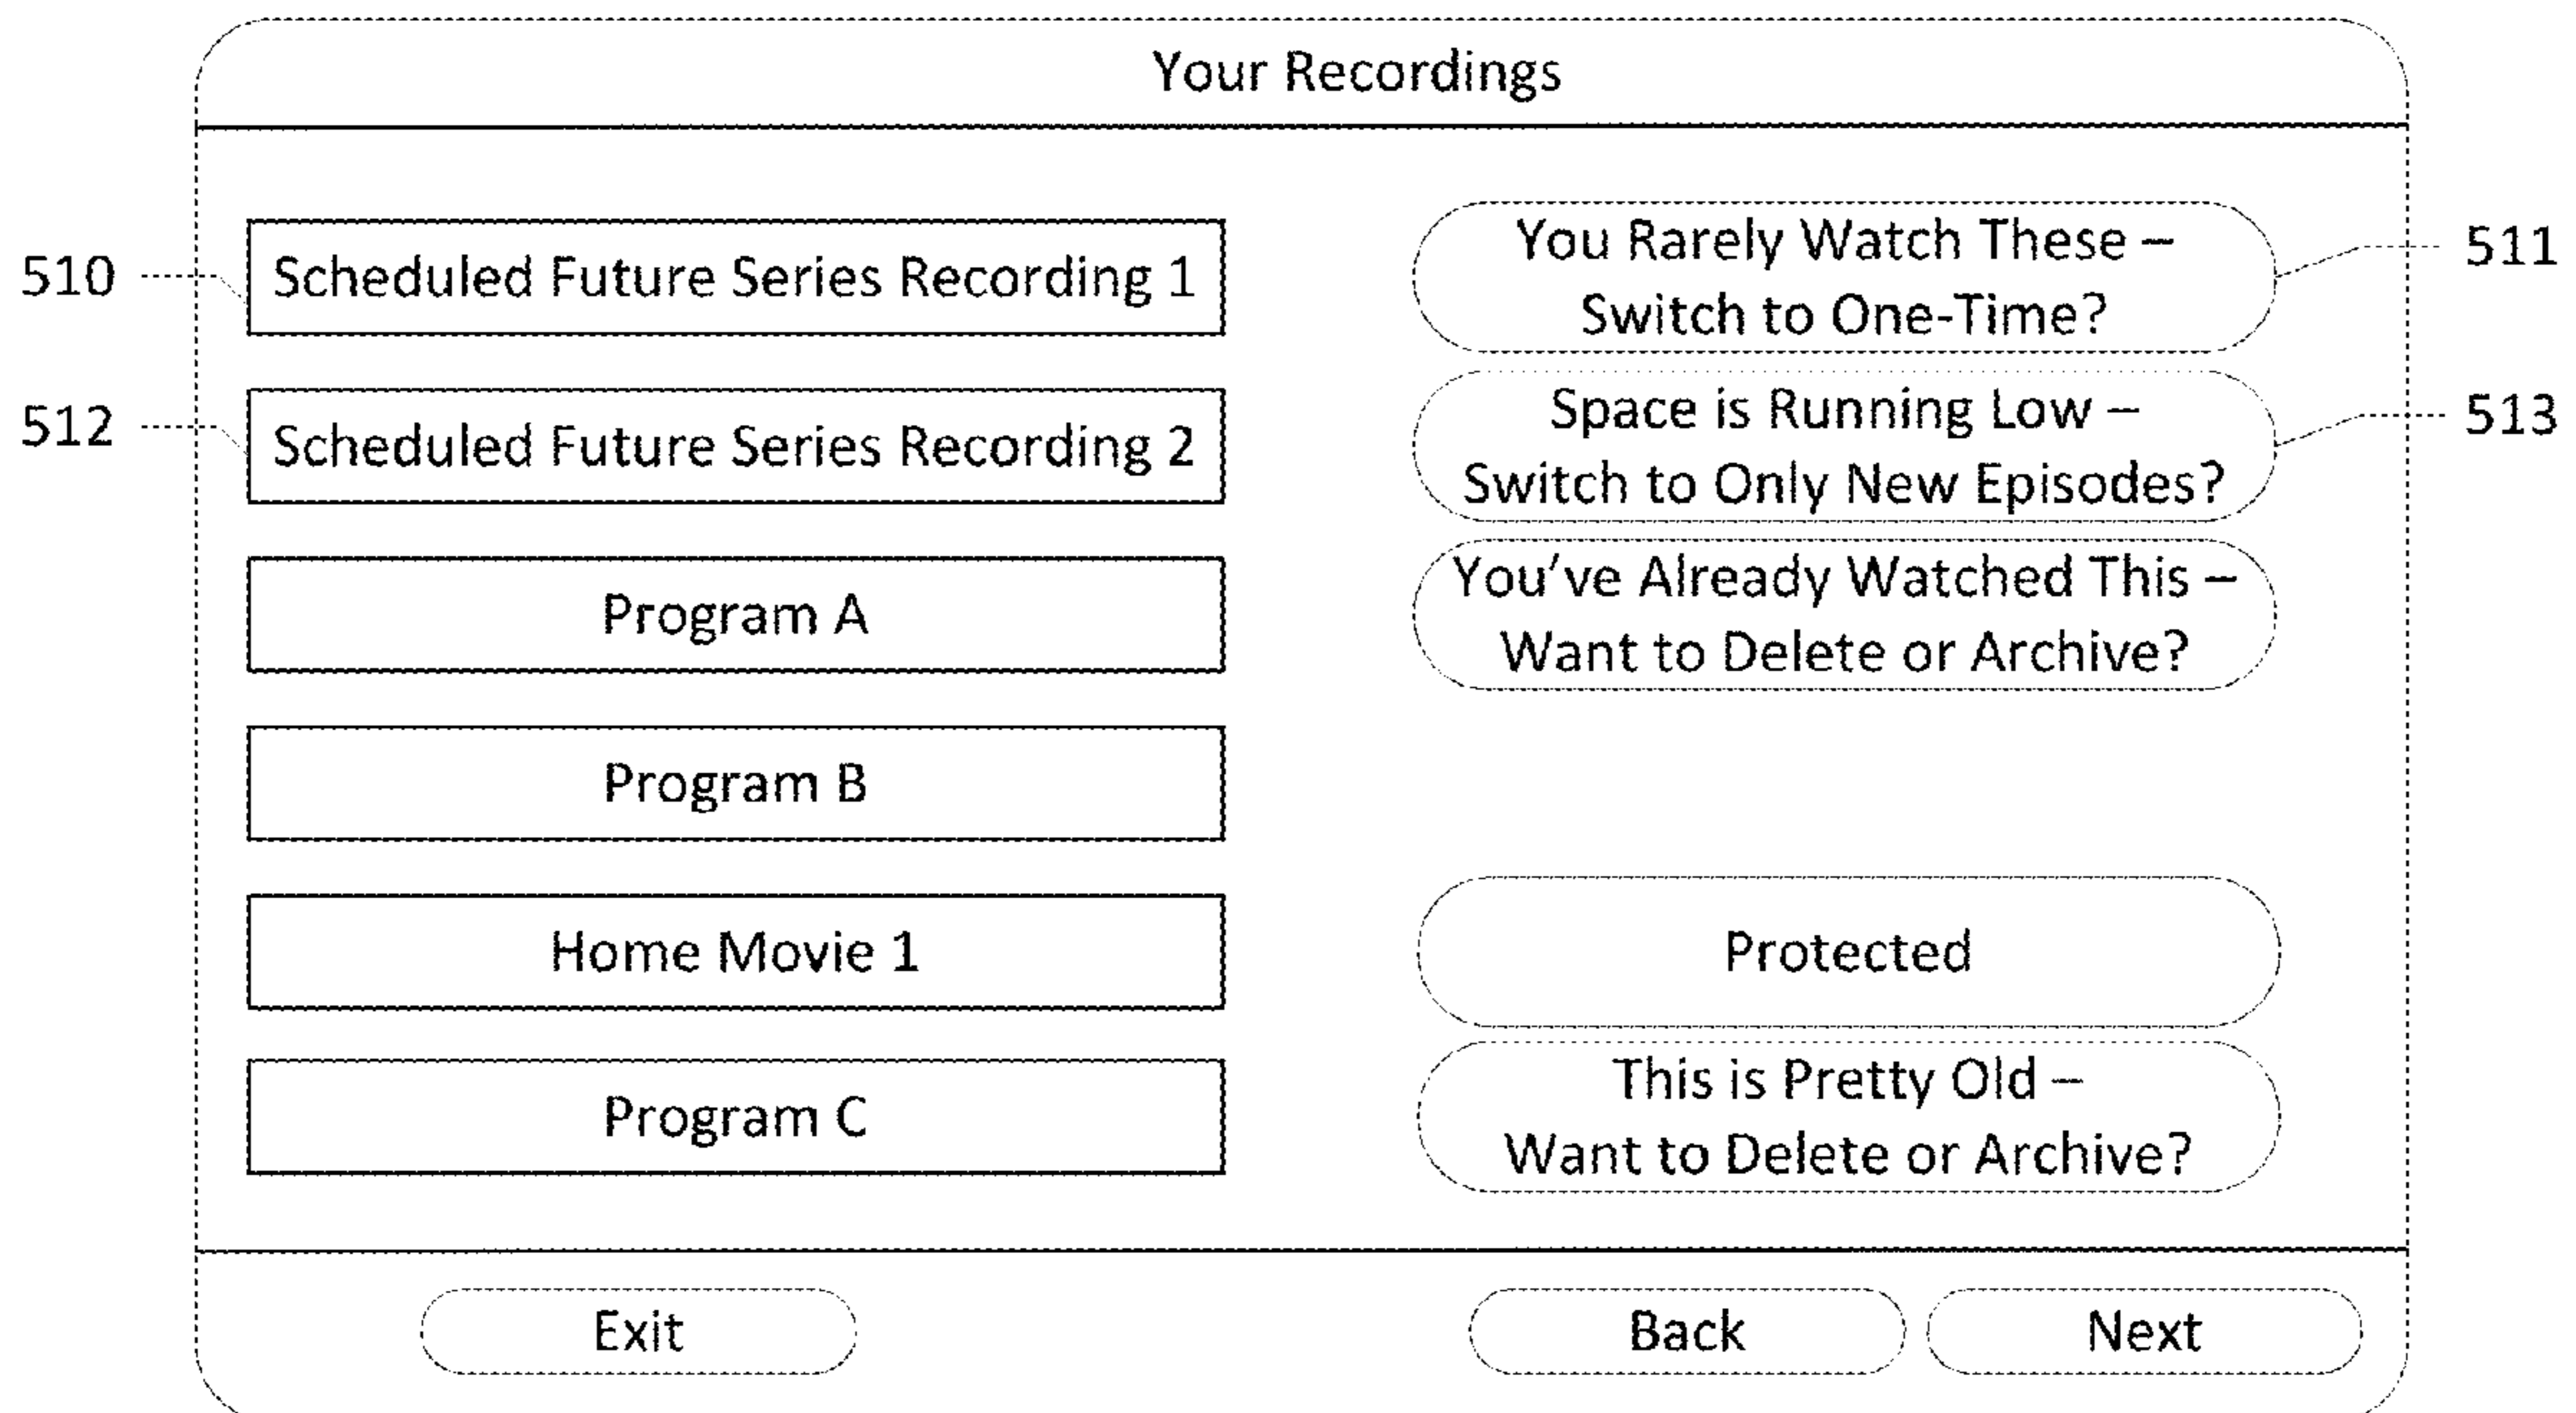 Your Recordings
510
Scheduled Future Series Recording 1
You Rarely Watch These –
Switch to One-Time?
511
512
Scheduled Future Series Recording 2
Space is Running Low –
Switch to Only New Episodes?
513
Program A
You've Already Watched This –
Want to Delete or Archive?
Program B
Home Movie 1
Protected
Program C
This is Pretty Old –
Want to Delete or Archive?
Exit
Back
Next